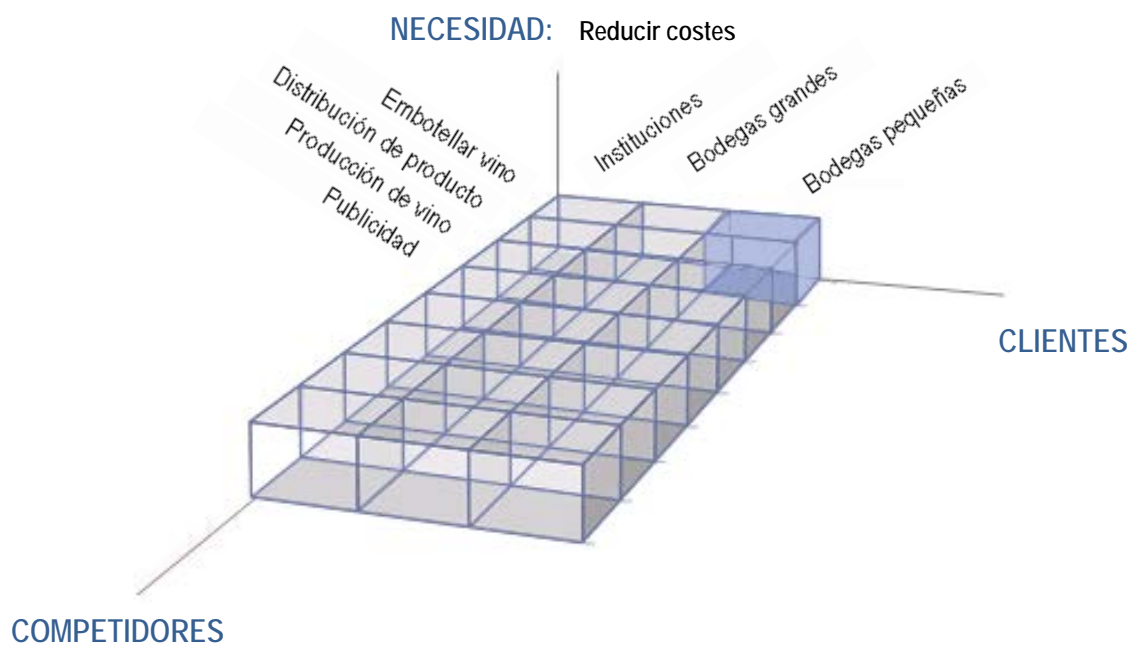 NECESIDAD: Reducir costes
Embotellar vino
Distribución de producto
Producción de vino
Publicidad
Instituciones
Bodegas grandes
Bodegas pequeñas
CLIENTES
COMPETIDORES